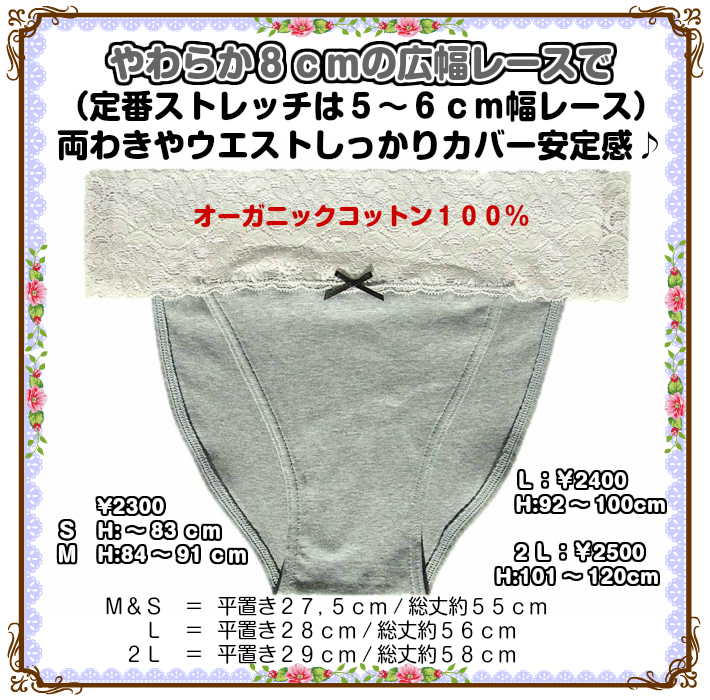 やわらか８ｃｍの広幅レースで
（定番ストレッチは５～６ｃｍ幅レース）
両わきやウエストしっかりカバー安定感♪
オーガニックコットン１００％
¥2300
S H:～83ｃｍ
M H:84～91ｃｍ
L：¥2400
H:92～100cm
２L：¥2500
H:101～120cm
Ｍ＆Ｓ ＝ 平置き２７,５ｃｍ/総丈約５５ｃｍ
Ｌ ＝ 平置き２８ｃｍ/総丈約５６ｃｍ
２Ｌ ＝ 平置き２９ｃｍ/総丈約５８ｃｍ